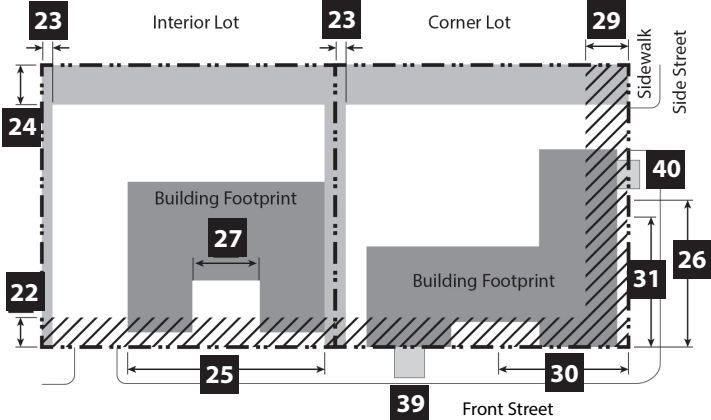 23
Interior Lot
23
Corner Lot
29
Sidewalk
Side Street
24
40
Building Footprint
27
26
31
Building Footprint
22
25
30
39
Front Street